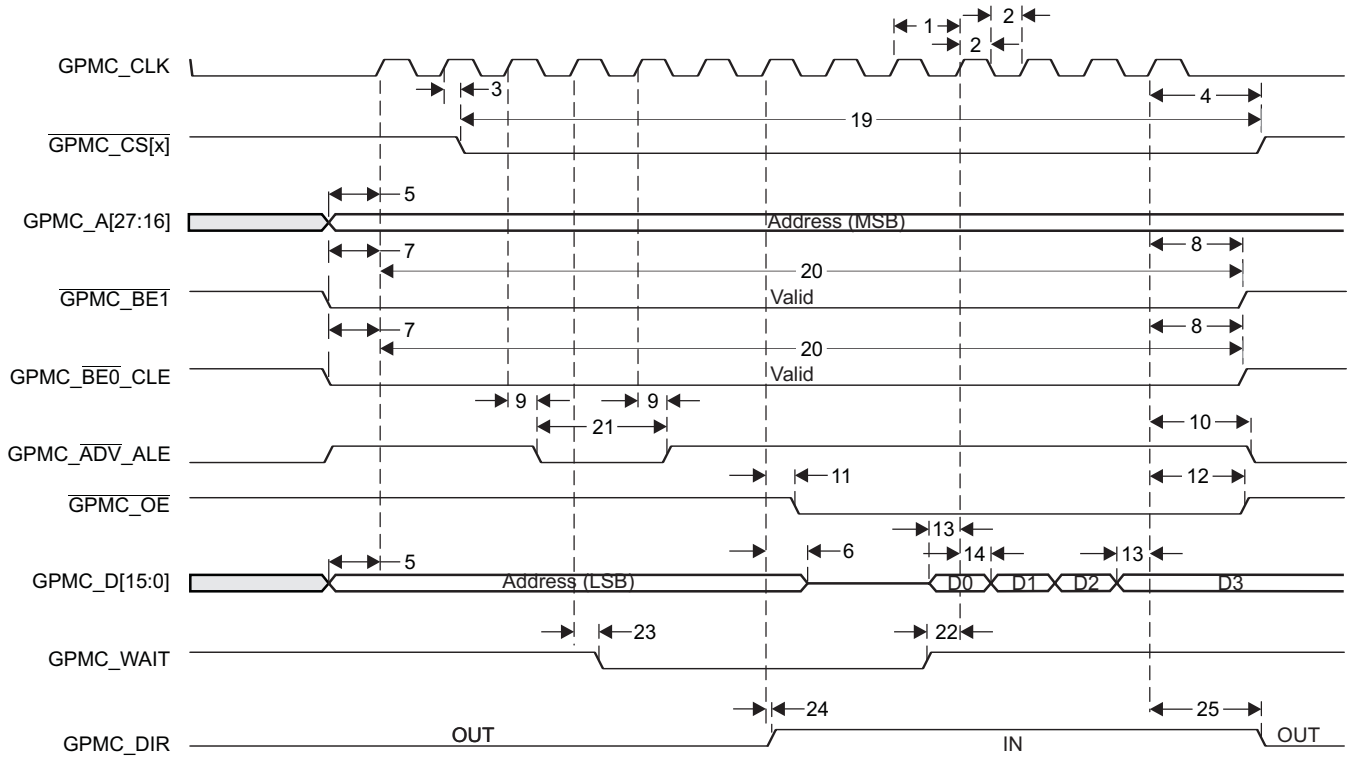 1
2
2
GPMC_CLK
3
4
19
GPMC_CS[x]
5
GPMC_A[27:16]
Address (MSB)
7
8
20
GPMC_BE1
Valid
7
8
20
GPMC_BE0_CLE
Valid
9
9
21
10
GPMC_ADV_ALE
11
12
GPMC_OE
13
5
6
14
13
GPMC_D[15:0]
Address (LSB)
D0
D1
D2
D3
23
22
GPMC_WAIT
24
25
GPMC_DIR
OUT
IN
OUT